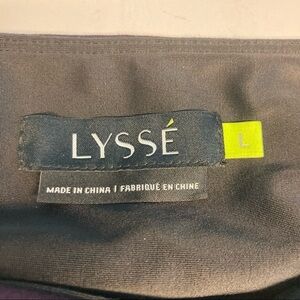 LYSSÉ
L
MADE IN CHINA | FABRIQUÉ EN CHINE